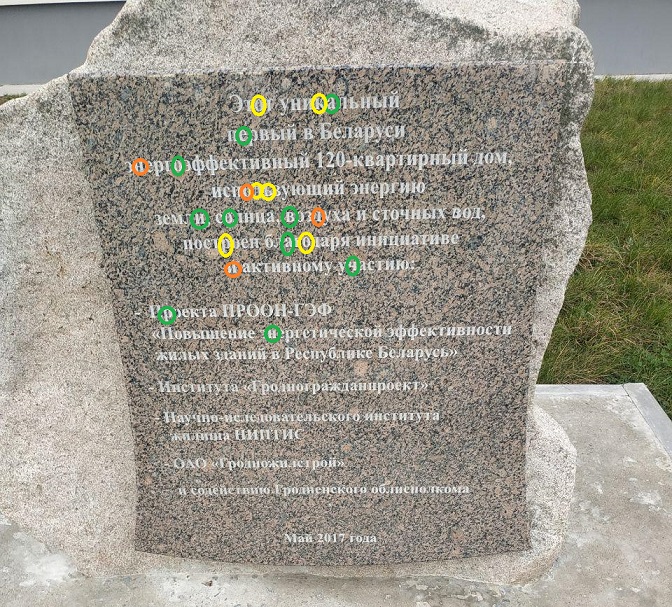 Этот уникальный
первый в Беларуси
энергоэффективный 120-квартирный дом,
использующий энергию
земли, солнца, воздуха и сточных вод,
построен благодаря инициативе
и активному участию:
- Проекта ПРООН-ГЭФ
«Повышение энергетической эффективности
жилых зданий в Республике Беларусь»
- Института «Гродногражданпроект»
- Научно-иследовательского института
жилища НИПТИС
- ОАО «Гродножилстрой»
и содействию Гродненского облисполкома
Май 2017 года